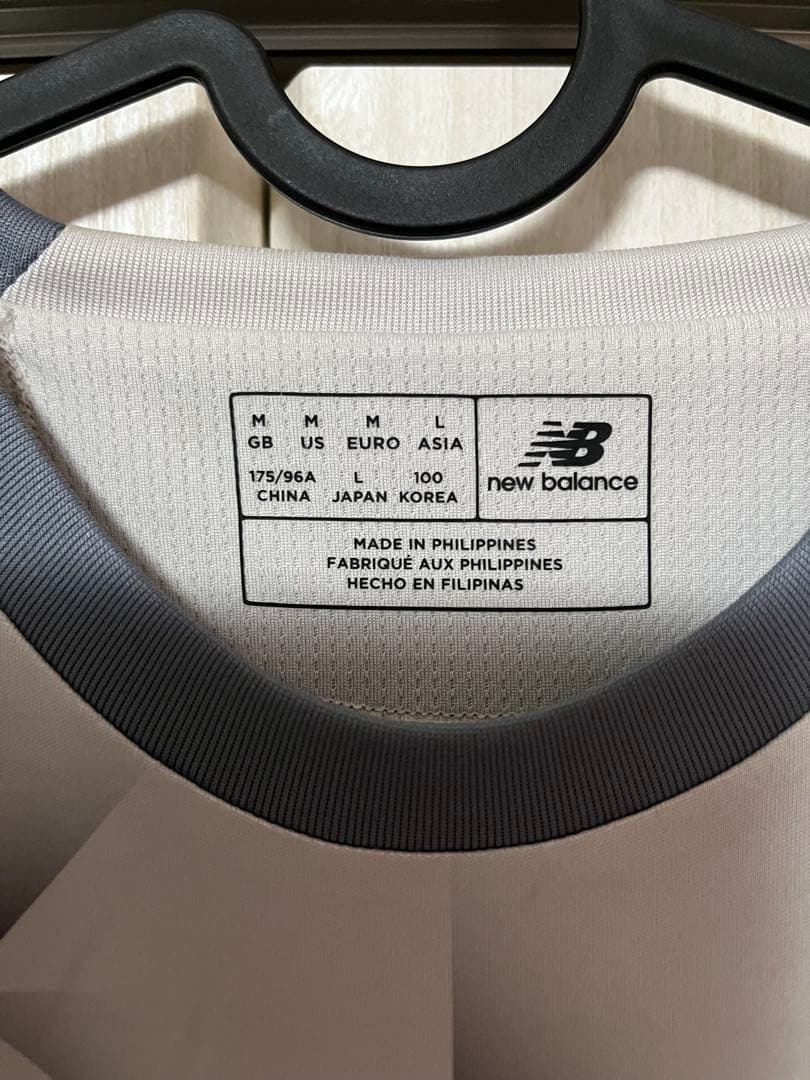 M M M L
GB US EURO ASIA
175/96A L 100
CHINA JAPAN KOREA
NB
new balance
MADE IN PHILIPPINES
FABRIQUÉ AUX PHILIPPINES
HECHO EN FILIPINAS